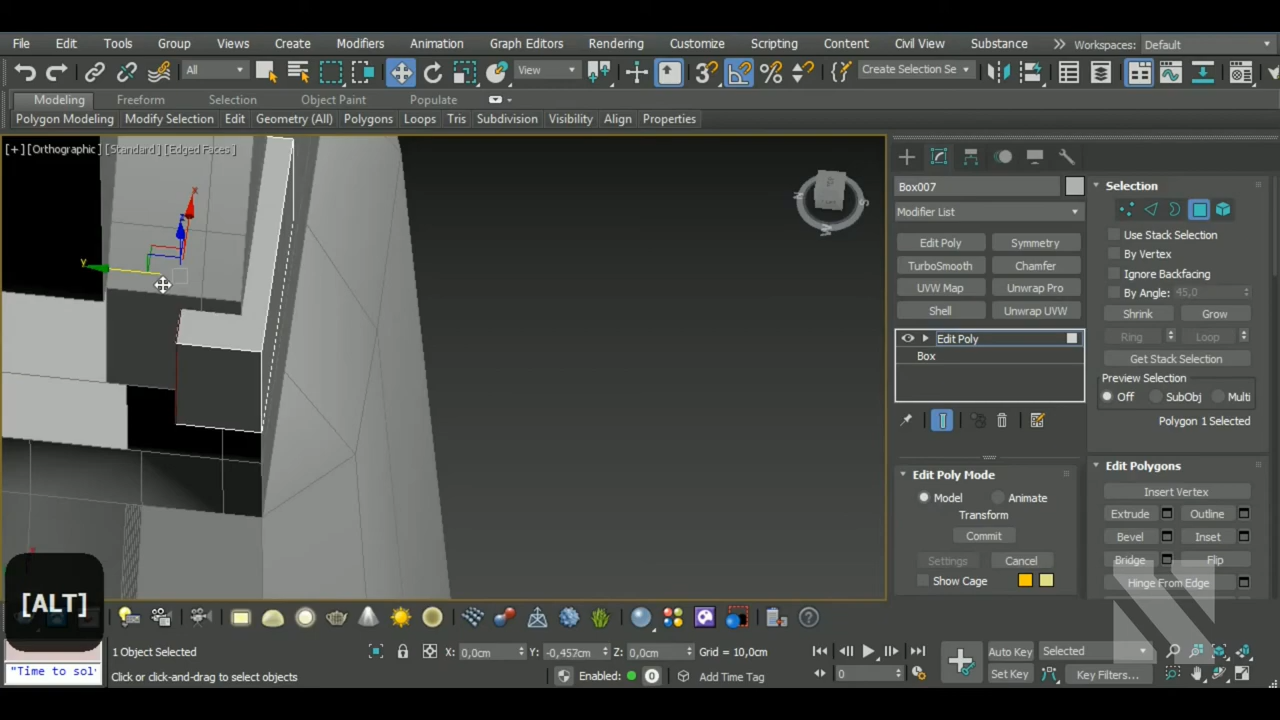 File Edit Tools Group Views Create Modifiers Animation Graph Editors Rendering Customize Scripting Content Civil View Substance Workspaces: Default
All View Create Selection Se
Modeling Freeform Selection Object Paint Populate
Polygon Modeling Modify Selection Edit Geometry (All) Polygons Loops Tris Subdivision Visibility Align Properties
[+] [Orthographic] [Standard] [Edged Faces]
x
z
y
Box007
Modifier List
Edit Poly Symmetry
TurboSmooth Chamfer
UVW Map Unwrap Pro
Shell Unwrap UVW
Edit Poly
Box
Edit Poly Mode
Model Animate
Transform
Commit
Settings Cancel
Show Cage
Selection
Use Stack Selection
By Vertex
Ignore Backfacing
By Angle: 45,0
Shrink Grow
Ring Loop
Get Stack Selection
Preview Selection
Off SubObj Multi
Polygon 1 Selected
Edit Polygons
Insert Vertex
Extrude Outline
Bevel Inset
Bridge Flip
Hinge From Edge
[ALT]
"Time to sol
1 Object Selected X: 0,0cm Y: -0,457cm Z: 0,0cm Grid = 10,0cm
Click or click-and-drag to select objects Enabled: 0 Add Time Tag
0
Auto Key Selected
Set Key Key Filters...